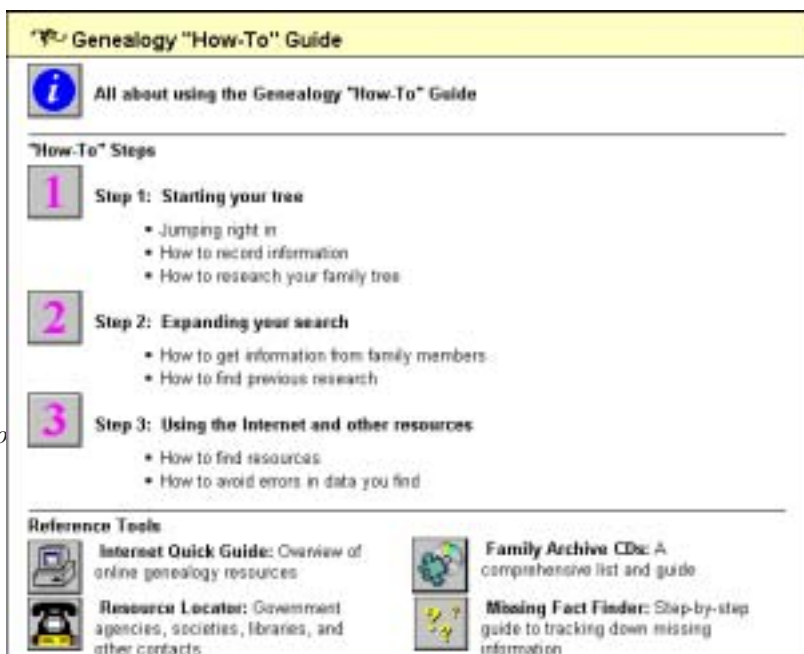 Genealogy "How-To" Guide
i
All about using the Genealogy "How-To" Guide
"How-To" Steps
1
Step 1: Starting your tree
• Jumping right in
• How to record information
• How to research your family tree
2
Step 2: Expanding your search
• How to get information from family members
• How to find previous research
3
Step 3: Using the Internet and other resources
• How to find resources
• How to avoid errors in data you find
Reference Tools
Internet Quick Guide: Overview of
online genealogy resources
Family Archive CDs: A
comprehensive list and guide
Resource Locator: Government
agencies, societies, libraries, and
other contacts
? ? ?
Missing Fact Finder: Step-by-step
guide to tracking down missing
information